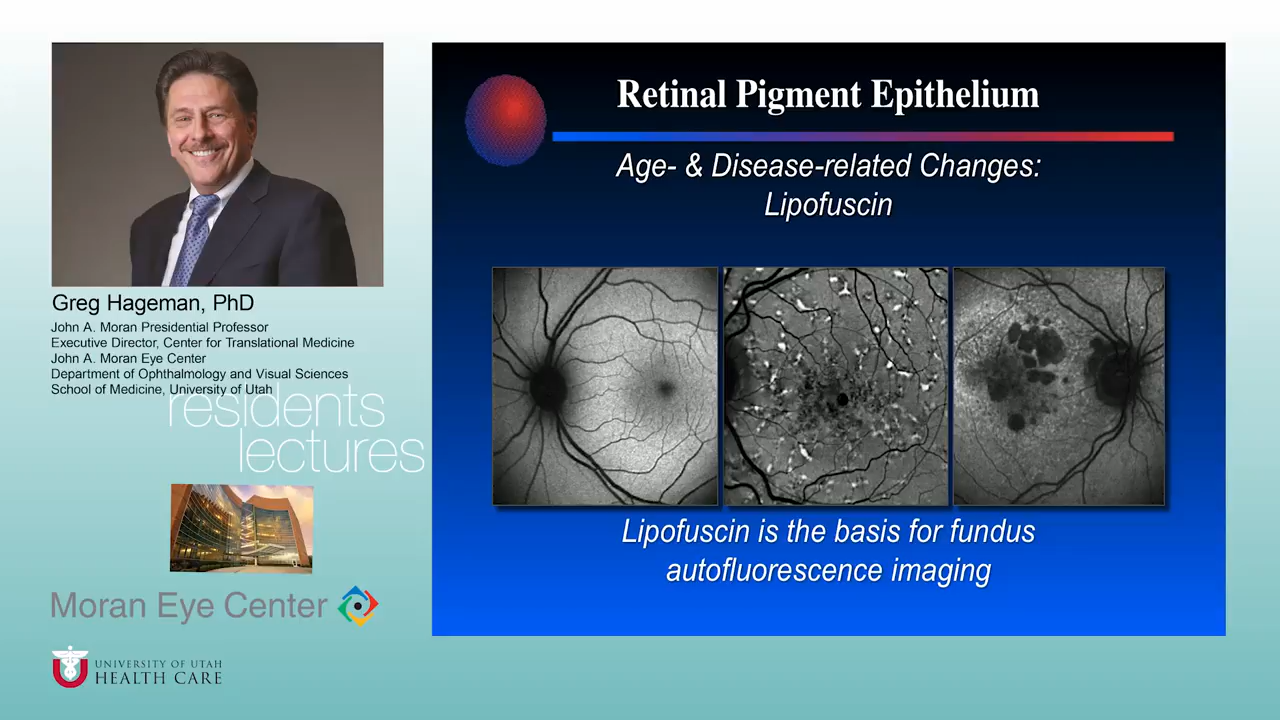 Greg Hageman, PhD
John A. Moran Presidential Professor
Executive Director, Center for Translational Medicine
John A. Moran Eye Center
Department of Ophthalmology and Visual Sciences
School of Medicine, University of Utah
residents
lectures
Moran Eye Center
UNIVERSITY OF UTAH
HEALTH CARE
Retinal Pigment Epithelium
Age- & Disease-related Changes:
Lipofuscin
Lipofuscin is the basis for fundus
autofluorescence imaging